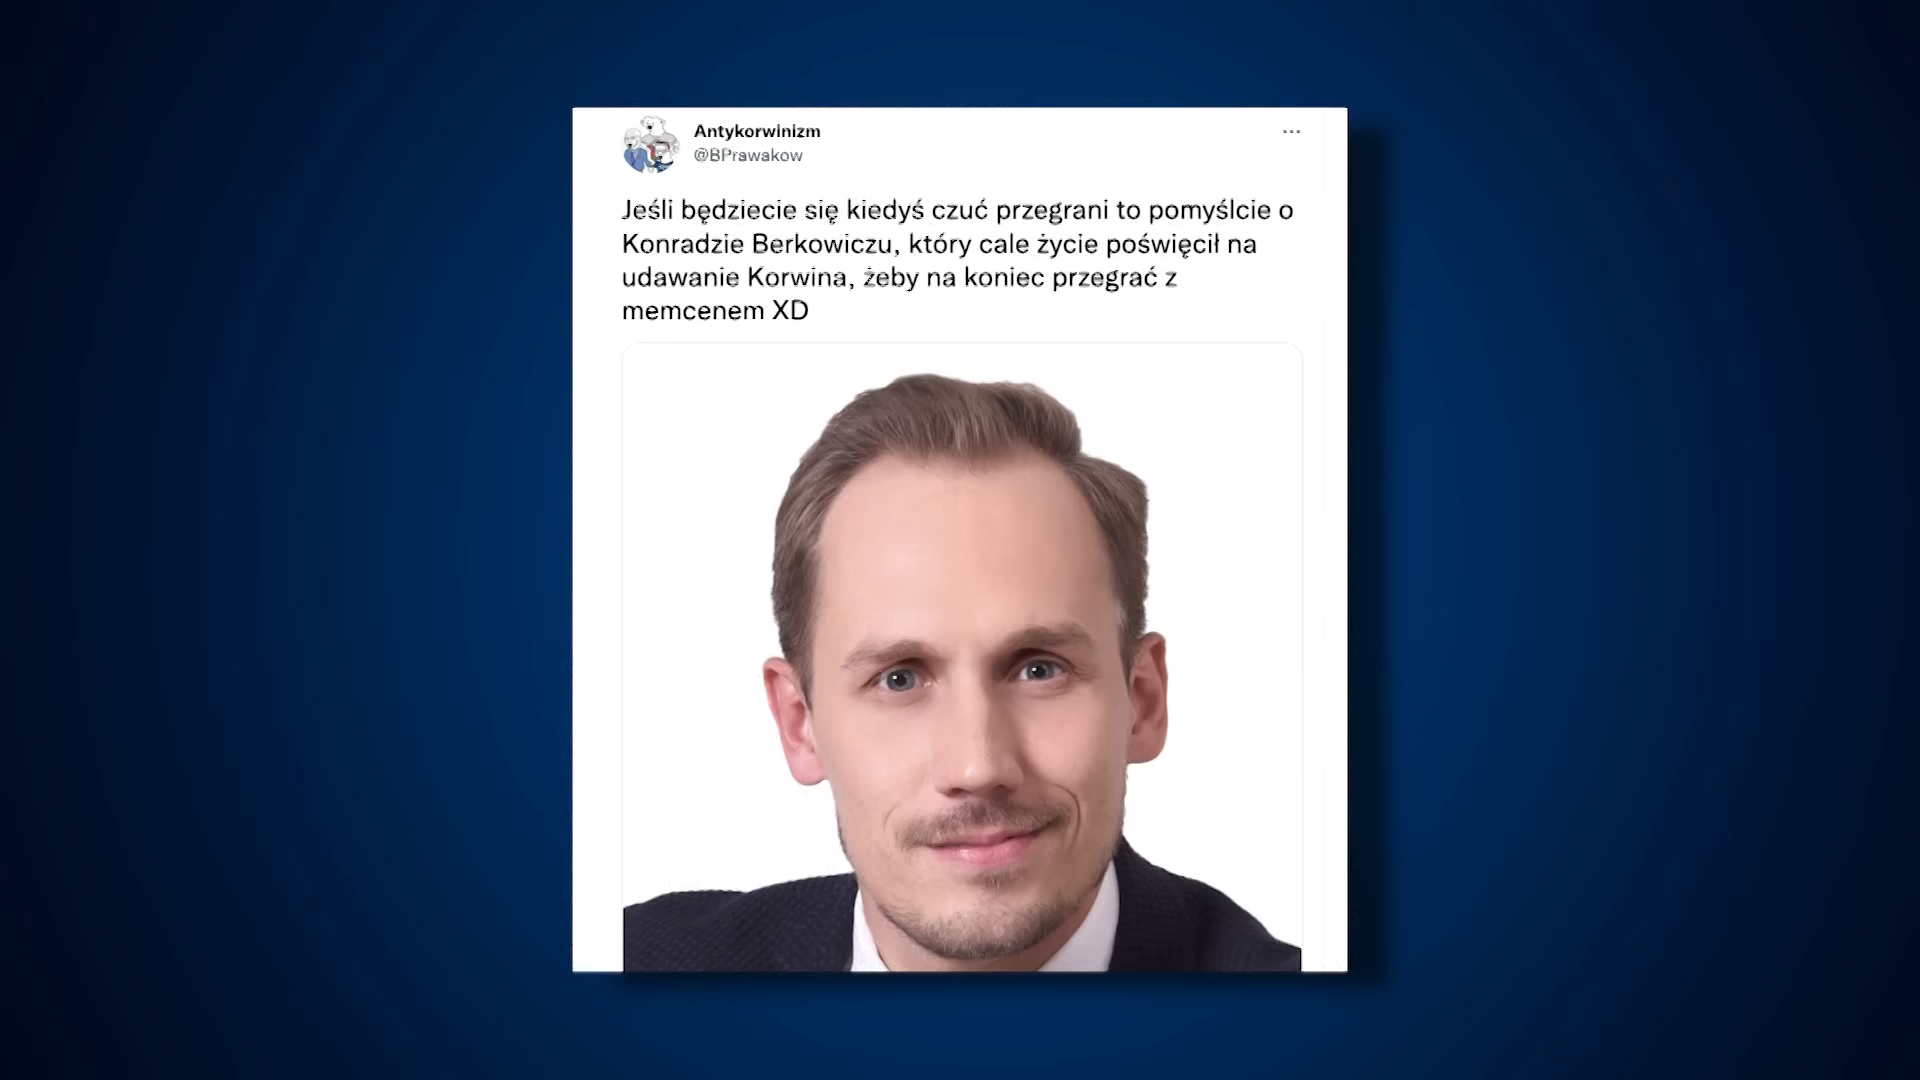 Antykorwinizm
@BPrawakow
Jeśli będziecie się kiedyś czuć przegrani to pomyślcie o
Konradzie Berkowiczu, który cale życie poświęcił na
udawanie Korwina, żeby na koniec przegrać z
memcenem XD